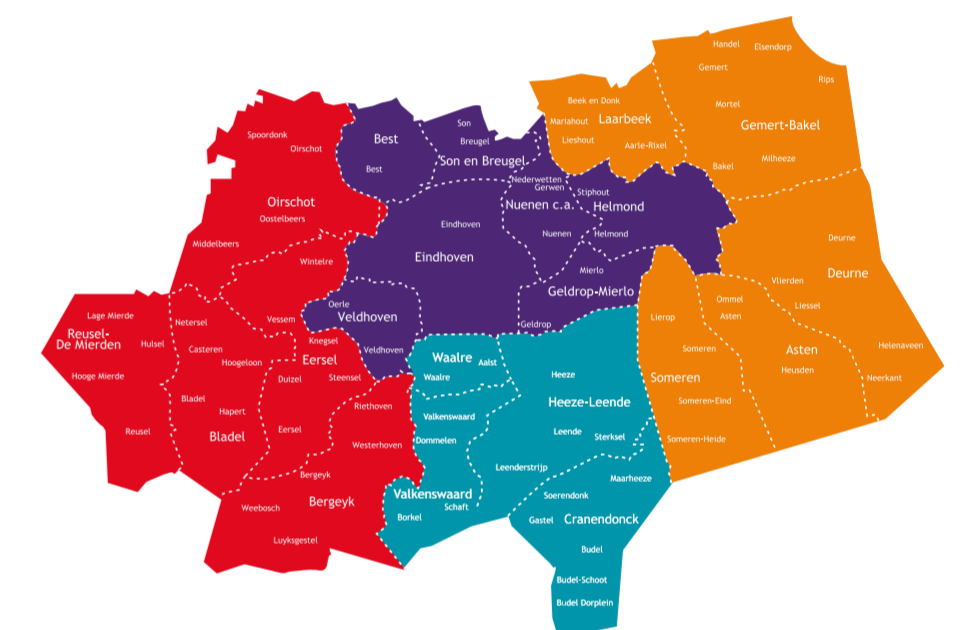 Handel
Elsendorp
Gemert
Rips
Mortel
Gemert-Bakel
Bakel
Milheeze
Beek en Donk
Mariahout
Laarbeek
Lieshout
Aarle-Rixel
Son
Breugel
Son en Breugel
Best
Best
Spoordonk
Oirschot
Oirschot
Oostelbeers
Middelbeers
Nederwetten
Gerwen
Nuenen c.a.
Nuenen
Stiphout
Helmond
Helmond
Eindhoven
Eindhoven
Mierlo
Geldrop-Mierlo
Geldrop
Oerle
Veldhoven
Veldhoven
Wintelre
Vessem
Knegsel
Eersel
Duizel
Steensel
Eersel
Lage Mierde
Reusel-
De Mierden
Hulsel
Hooge Mierde
Reusel
Netersel
Casteren
Hoogeloon
Bladel
Hapert
Bladel
Riethoven
Westerhoven
Bergeyk
Bergeyk
Weebosch
Luyksgestel
Waalre
Aalst
Waalre
Valkenswaard
Dommelen
Valkenswaard
Schaft
Borkel
Heeze
Heeze-Leende
Leende
Sterksel
Leenderstrijp
Maarheeze
Soerendonk
Gastel
Cranendonck
Budel
Budel-Schoot
Budel Dorplein
Lierop
Someren
Someren
Someren-Eind
Someren-Heide
Ommel
Asten
Asten
Heusden
Deurne
Deurne
Vlierden
Liessel
Helenaveen
Neerkant